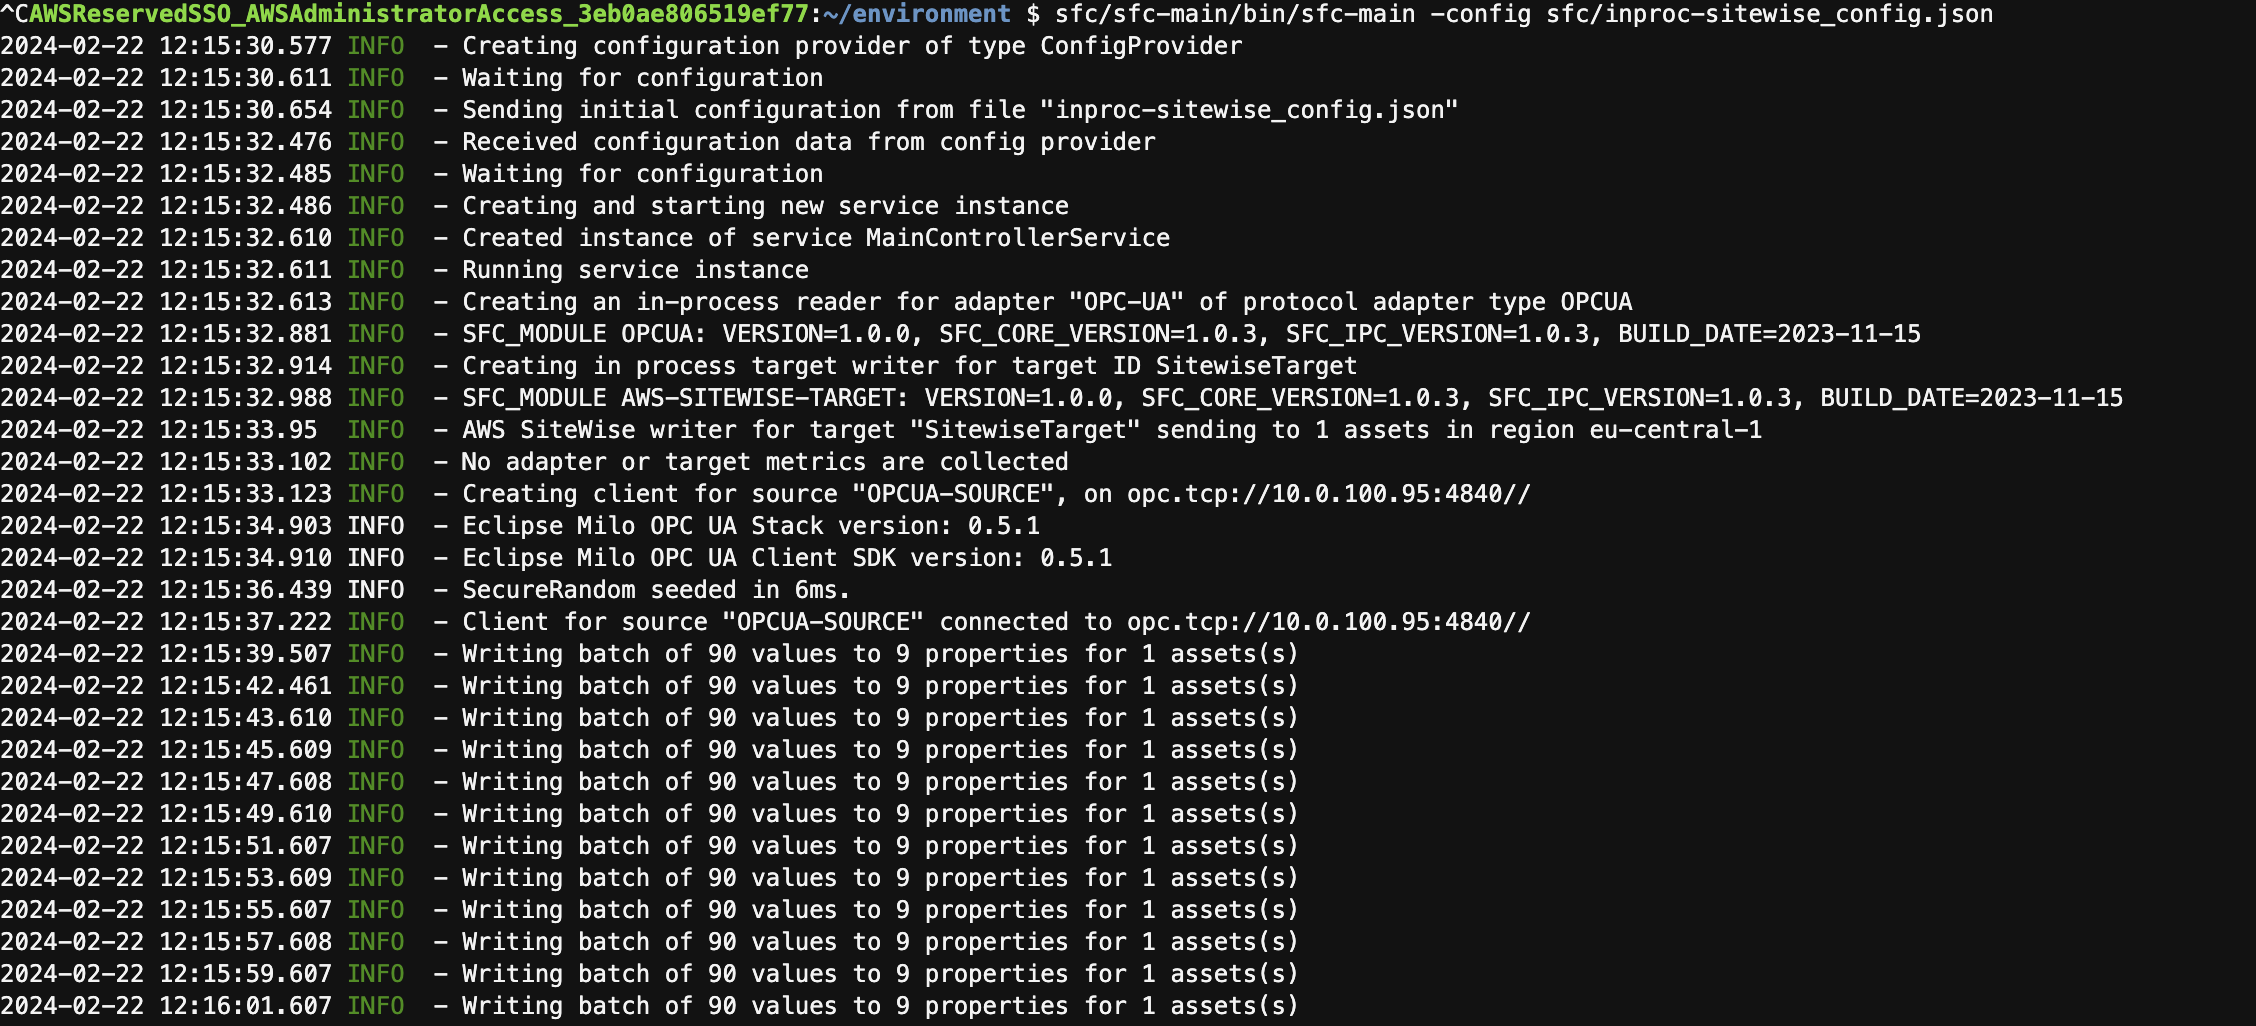 ^CAWSReservedSSO_AWSAdministratorAccess_3eb0ae806519ef77:~/environment $ sfc/sfc-main/bin/sfc-main -config sfc/inproc-sitewise_config.json
2024-02-22 12:15:30.577 INFO  - Creating configuration provider of type ConfigProvider
2024-02-22 12:15:30.611 INFO  - Waiting for configuration
2024-02-22 12:15:30.654 INFO  - Sending initial configuration from file "inproc-sitewise_config.json"
2024-02-22 12:15:32.476 INFO  - Received configuration data from config provider
2024-02-22 12:15:32.485 INFO  - Waiting for configuration
2024-02-22 12:15:32.486 INFO  - Creating and starting new service instance
2024-02-22 12:15:32.610 INFO  - Created instance of service MainControllerService
2024-02-22 12:15:32.611 INFO  - Running service instance
2024-02-22 12:15:32.613 INFO  - Creating an in-process reader for adapter "OPC-UA" of protocol adapter type OPCUA
2024-02-22 12:15:32.881 INFO  - SFC_MODULE OPCUA: VERSION=1.0.0, SFC_CORE_VERSION=1.0.3, SFC_IPC_VERSION=1.0.3, BUILD_DATE=2023-11-15
2024-02-22 12:15:32.914 INFO  - Creating in process target writer for target ID SitewiseTarget
2024-02-22 12:15:32.988 INFO  - SFC_MODULE AWS-SITEWISE-TARGET: VERSION=1.0.0, SFC_CORE_VERSION=1.0.3, SFC_IPC_VERSION=1.0.3, BUILD_DATE=2023-11-15
2024-02-22 12:15:33.95  INFO  - AWS SiteWise writer for target "SitewiseTarget" sending to 1 assets in region eu-central-1
2024-02-22 12:15:33.102 INFO  - No adapter or target metrics are collected
2024-02-22 12:15:33.123 INFO  - Creating client for source "OPCUA-SOURCE", on opc.tcp://10.0.100.95:4840//
2024-02-22 12:15:34.903 INFO  - Eclipse Milo OPC UA Stack version: 0.5.1
2024-02-22 12:15:34.910 INFO  - Eclipse Milo OPC UA Client SDK version: 0.5.1
2024-02-22 12:15:36.439 INFO  - SecureRandom seeded in 6ms.
2024-02-22 12:15:37.222 INFO  - Client for source "OPCUA-SOURCE" connected to opc.tcp://10.0.100.95:4840//
2024-02-22 12:15:39.507 INFO  - Writing batch of 90 values to 9 properties for 1 assets(s)
2024-02-22 12:15:42.461 INFO  - Writing batch of 90 values to 9 properties for 1 assets(s)
2024-02-22 12:15:43.610 INFO  - Writing batch of 90 values to 9 properties for 1 assets(s)
2024-02-22 12:15:45.609 INFO  - Writing batch of 90 values to 9 properties for 1 assets(s)
2024-02-22 12:15:47.608 INFO  - Writing batch of 90 values to 9 properties for 1 assets(s)
2024-02-22 12:15:49.610 INFO  - Writing batch of 90 values to 9 properties for 1 assets(s)
2024-02-22 12:15:51.607 INFO  - Writing batch of 90 values to 9 properties for 1 assets(s)
2024-02-22 12:15:53.609 INFO  - Writing batch of 90 values to 9 properties for 1 assets(s)
2024-02-22 12:15:55.607 INFO  - Writing batch of 90 values to 9 properties for 1 assets(s)
2024-02-22 12:15:57.608 INFO  - Writing batch of 90 values to 9 properties for 1 assets(s)
2024-02-22 12:15:59.607 INFO  - Writing batch of 90 values to 9 properties for 1 assets(s)
2024-02-22 12:16:01.607 INFO  - Writing batch of 90 values to 9 properties for 1 assets(s)